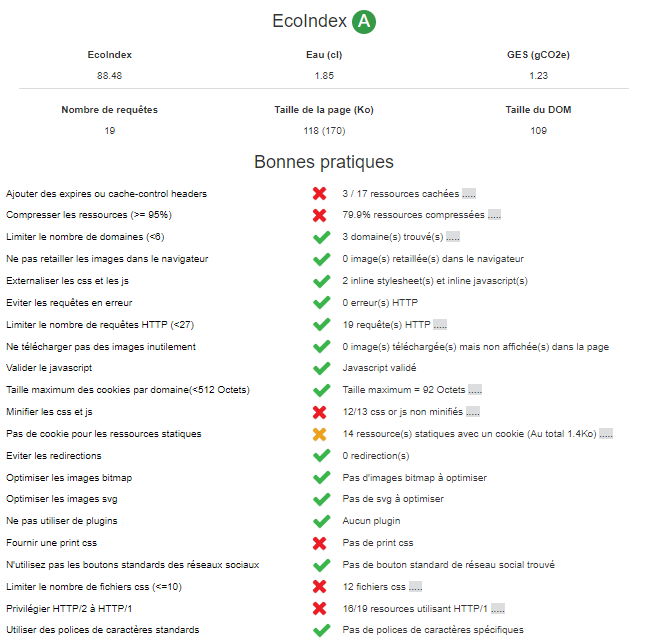 EcoIndex A
EcoIndex Eau (cl) GES (gCO2e)
88.48 1.85 1.23
Nombre de requêtes Taille de la page (Ko) Taille du DOM
19 118 (170) 109
Bonnes pratiques
Ajouter des expires ou cache-control headers 3 / 17 ressources cachées .....
Compresser les ressources (>= 95%) 79.9% ressources compressées .....
Limiter le nombre de domaines (<6) 3 domaine(s) trouvé(s) .....
Ne pas retailler les images dans le navigateur 0 image(s) retaillée(s) dans le navigateur
Externaliser les css et les js 2 inline stylesheet(s) et inline javascript(s)
Eviter les requêtes en erreur 0 erreur(s) HTTP
Limiter le nombre de requêtes HTTP (<27) 19 requête(s) HTTP .....
Ne télécharger pas des images inutilement 0 image(s) téléchargée(s) mais non affichée(s) dans la page
Valider le javascript Javascript validé
Taille maximum des cookies par domaine(<512 Octets) Taille maximum = 92 Octets .....
Minifier les css et js 12/13 css or js non minifiés .....
Pas de cookie pour les ressources statiques 14 ressource(s) statiques avec un cookie (Au total 1.4Ko) .....
Eviter les redirections 0 redirection(s)
Optimiser les images bitmap Pas d'images bitmap à optimiser
Optimiser les images svg Pas de svg à optimiser
Ne pas utiliser de plugins Aucun plugin
Fournir une print css Pas de print css
N'utilisez pas les boutons standards des réseaux sociaux Pas de bouton standard de réseau social trouvé
Limiter le nombre de fichiers css (<=10) 12 fichiers css .....
Privilégier HTTP/2 à HTTP/1 16/19 resources utilisant HTTP/1 .....
Utiliser des polices de caractères standards Pas de polices de caractères spécifiques